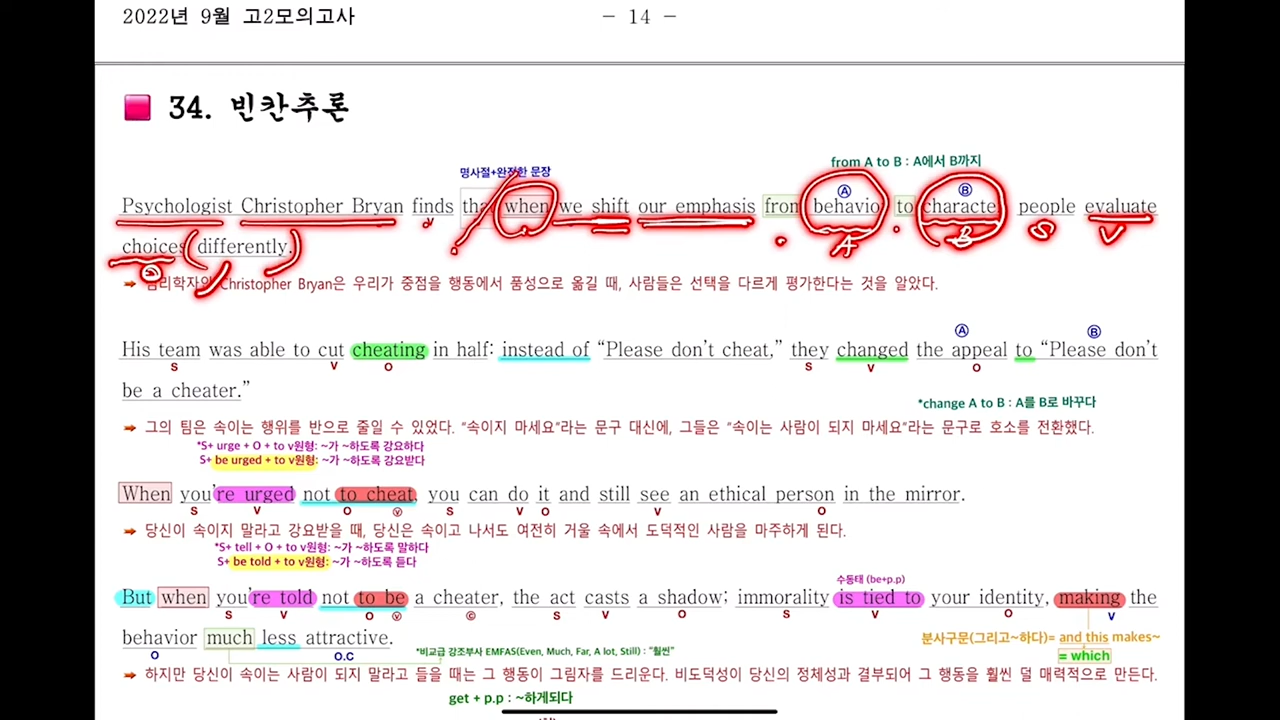 2022년 9월 고2모의고사 - 14 -
34. 빈칸추론
명사절+완전한 문장 from A to B : A에서 B까지
Ⓐ Ⓑ
Psychologist Christopher Bryan finds that when we shift our emphasis from behavior to character, people evaluate
V A B S V
choices differently.
➡ 심리학자인 Christopher Bryan은 우리가 중점을 행동에서 품성으로 옮길 때, 사람들은 선택을 다르게 평가한다는 것을 알았다.
Ⓐ Ⓑ
His team was able to cut cheating in half: instead of “Please don’t cheat,” they changed the appeal to “Please don’t
S V O S V O
be a cheater.”
*change A to B : A를 B로 바꾸다
➡ 그의 팀은 속이는 행위를 반으로 줄일 수 있었다. “속이지 마세요”라는 문구 대신에, 그들은 “속이는 사람이 되지 마세요”라는 문구로 호소를 전환했다.
*S+ urge + O + to v원형: ~가 ~하도록 강요하다
S+ be urged + to v원형: ~가 ~하도록 강요받다
When you’re urged not to cheat, you can do it and still see an ethical person in the mirror.
S V O ⓥ S V O V O
➡ 당신이 속이지 말라고 강요받을 때, 당신은 속이고 나서도 여전히 거울 속에서 도덕적인 사람을 마주하게 된다.
*S+ tell + O + to v원형: ~가 ~하도록 말하다
S+ be told + to v원형: ~가 ~하도록 듣다
수동태 (be+p.p)
But when you’re told not to be a cheater, the act casts a shadow; immorality is tied to your identity, making the
S V O ⓥ ⓒ S V O S V O V
behavior much less attractive.
분사구문(그리고~하다)= and this makes~
O O.C
*비교급 강조부사 EMFAS(Even, Much, Far, A lot, Still) : “훨씬”
= which
➡ 하지만 당신이 속이는 사람이 되지 말라고 들을 때는 그 행동이 그림자를 드리운다. 비도덕성이 당신의 정체성과 결부되어 그 행동을 훨씬 덜 매력적으로 만든다.
get + p.p : ~하게되다